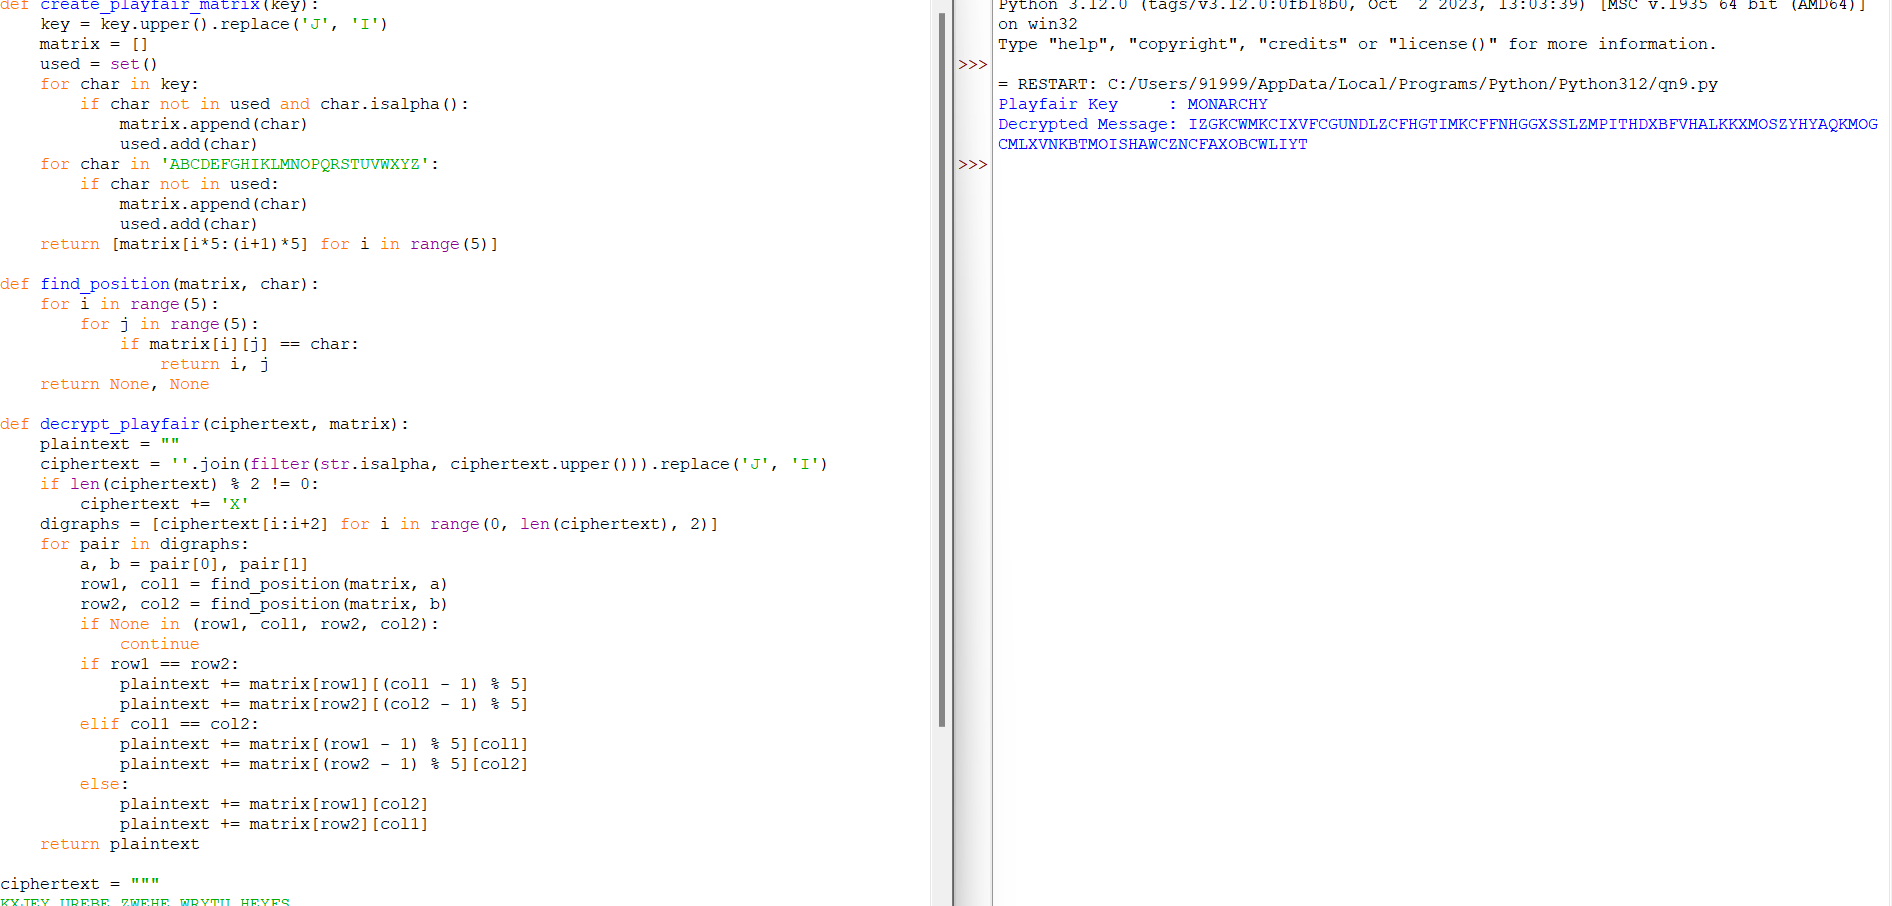 def create_playfair_matrix(key):
    key = key.upper().replace('J', 'I')
    matrix = []
    used = set()
    for char in key:
        if char not in used and char.isalpha():
            matrix.append(char)
            used.add(char)
    for char in 'ABCDEFGHIKLMNOPQRSTUVWXYZ':
        if char not in used:
            matrix.append(char)
            used.add(char)
    return [matrix[i*5:(i+1)*5] for i in range(5)]

def find_position(matrix, char):
    for i in range(5):
        for j in range(5):
            if matrix[i][j] == char:
                return i, j
    return None, None

def decrypt_playfair(ciphertext, matrix):
    plaintext = ""
    ciphertext = ''.join(filter(str.isalpha, ciphertext.upper())).replace('J', 'I')
    if len(ciphertext) % 2 != 0:
        ciphertext += 'X'
    digraphs = [ciphertext[i:i+2] for i in range(0, len(ciphertext), 2)]
    for pair in digraphs:
        a, b = pair[0], pair[1]
        row1, col1 = find_position(matrix, a)
        row2, col2 = find_position(matrix, b)
        if None in (row1, col1, row2, col2):
            continue
        if row1 == row2:
            plaintext += matrix[row1][(col1 - 1) % 5]
            plaintext += matrix[row2][(col2 - 1) % 5]
        elif col1 == col2:
            plaintext += matrix[(row1 - 1) % 5][col1]
            plaintext += matrix[(row2 - 1) % 5][col2]
        else:
            plaintext += matrix[row1][col2]
            plaintext += matrix[row2][col1]
    return plaintext

ciphertext = """
KXJEY UREBE ZWEHE WRYTU HEYFS
Python 3.12.0 (tags/v3.12.0:0fb18b0, Oct  2 2023, 13:03:39) [MSC v.1935 64 bit (AMD64)]
on win32
Type "help", "copyright", "credits" or "license()" for more information.
>>>
= RESTART: C:/Users/91999/AppData/Local/Programs/Python/Python312/qn9.py
Playfair Key     : MONARCHY
Decrypted Message: IZGKCWMKCIXVFCGUNDLZCFHGTIMKCFFNHGGXSSLZMPITHDXBFVHALKKXMOSZYHYAQKMOG
CMLXVNKBTMOISHAWCZNCFAXOBCWLIYT
>>>